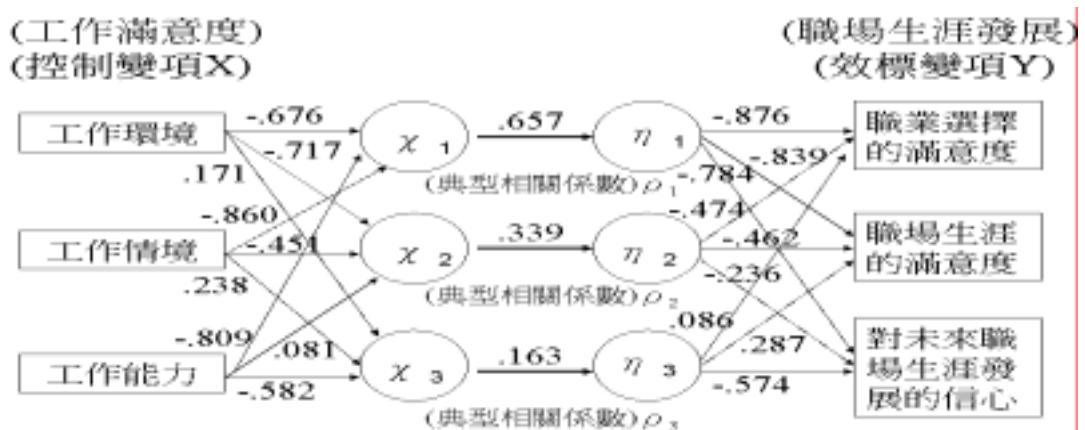 (工作滿意度)
(控制變項X)
(職場生涯發展)
(效標變項Y)
工作環境
-.676
-.717
.171
χ 1
.657
η 1
-.876
-.839
-.784
職業選擇
的滿意度
(典型相關係數)ρ1
工作情境
-.860
-.451
.238
χ 2
.339
η 2
-.474
-.462
-.236
職場生涯
的滿意度
(典型相關係數)ρ2
工作能力
-.809
.081
-.582
χ 3
.163
η 3
.086
.287
-.574
對未來職
場生涯發
展的信心
(典型相關係數)ρ3